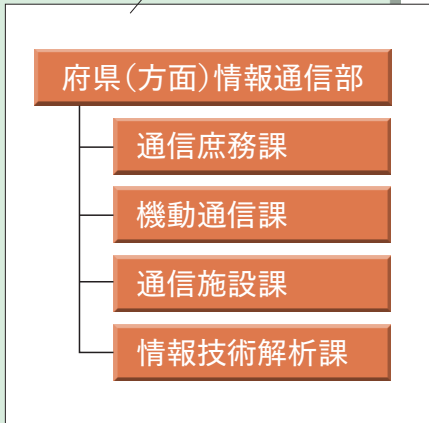 府県(方面)情報通信部
通信庶務課
機動通信課
通信施設課
情報技術解析課